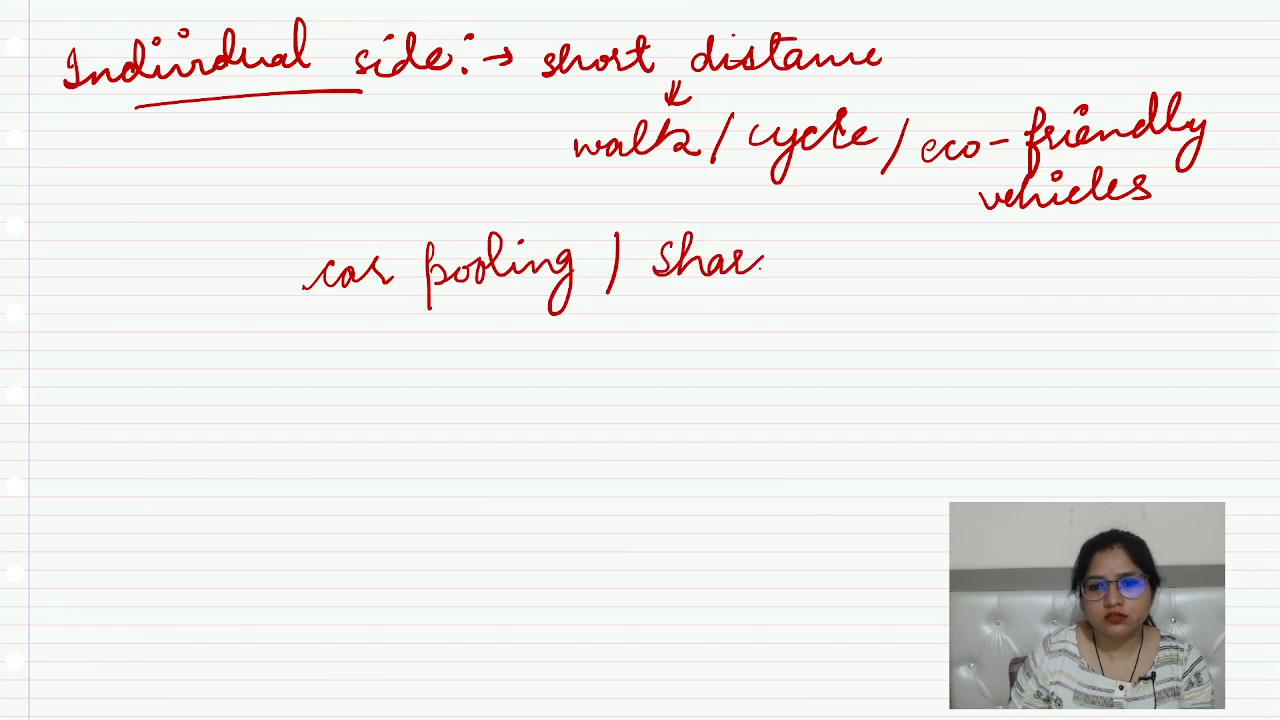 Individual side:→ short distance
walk / cycle / eco-friendly
vehicles
car pooling / shar